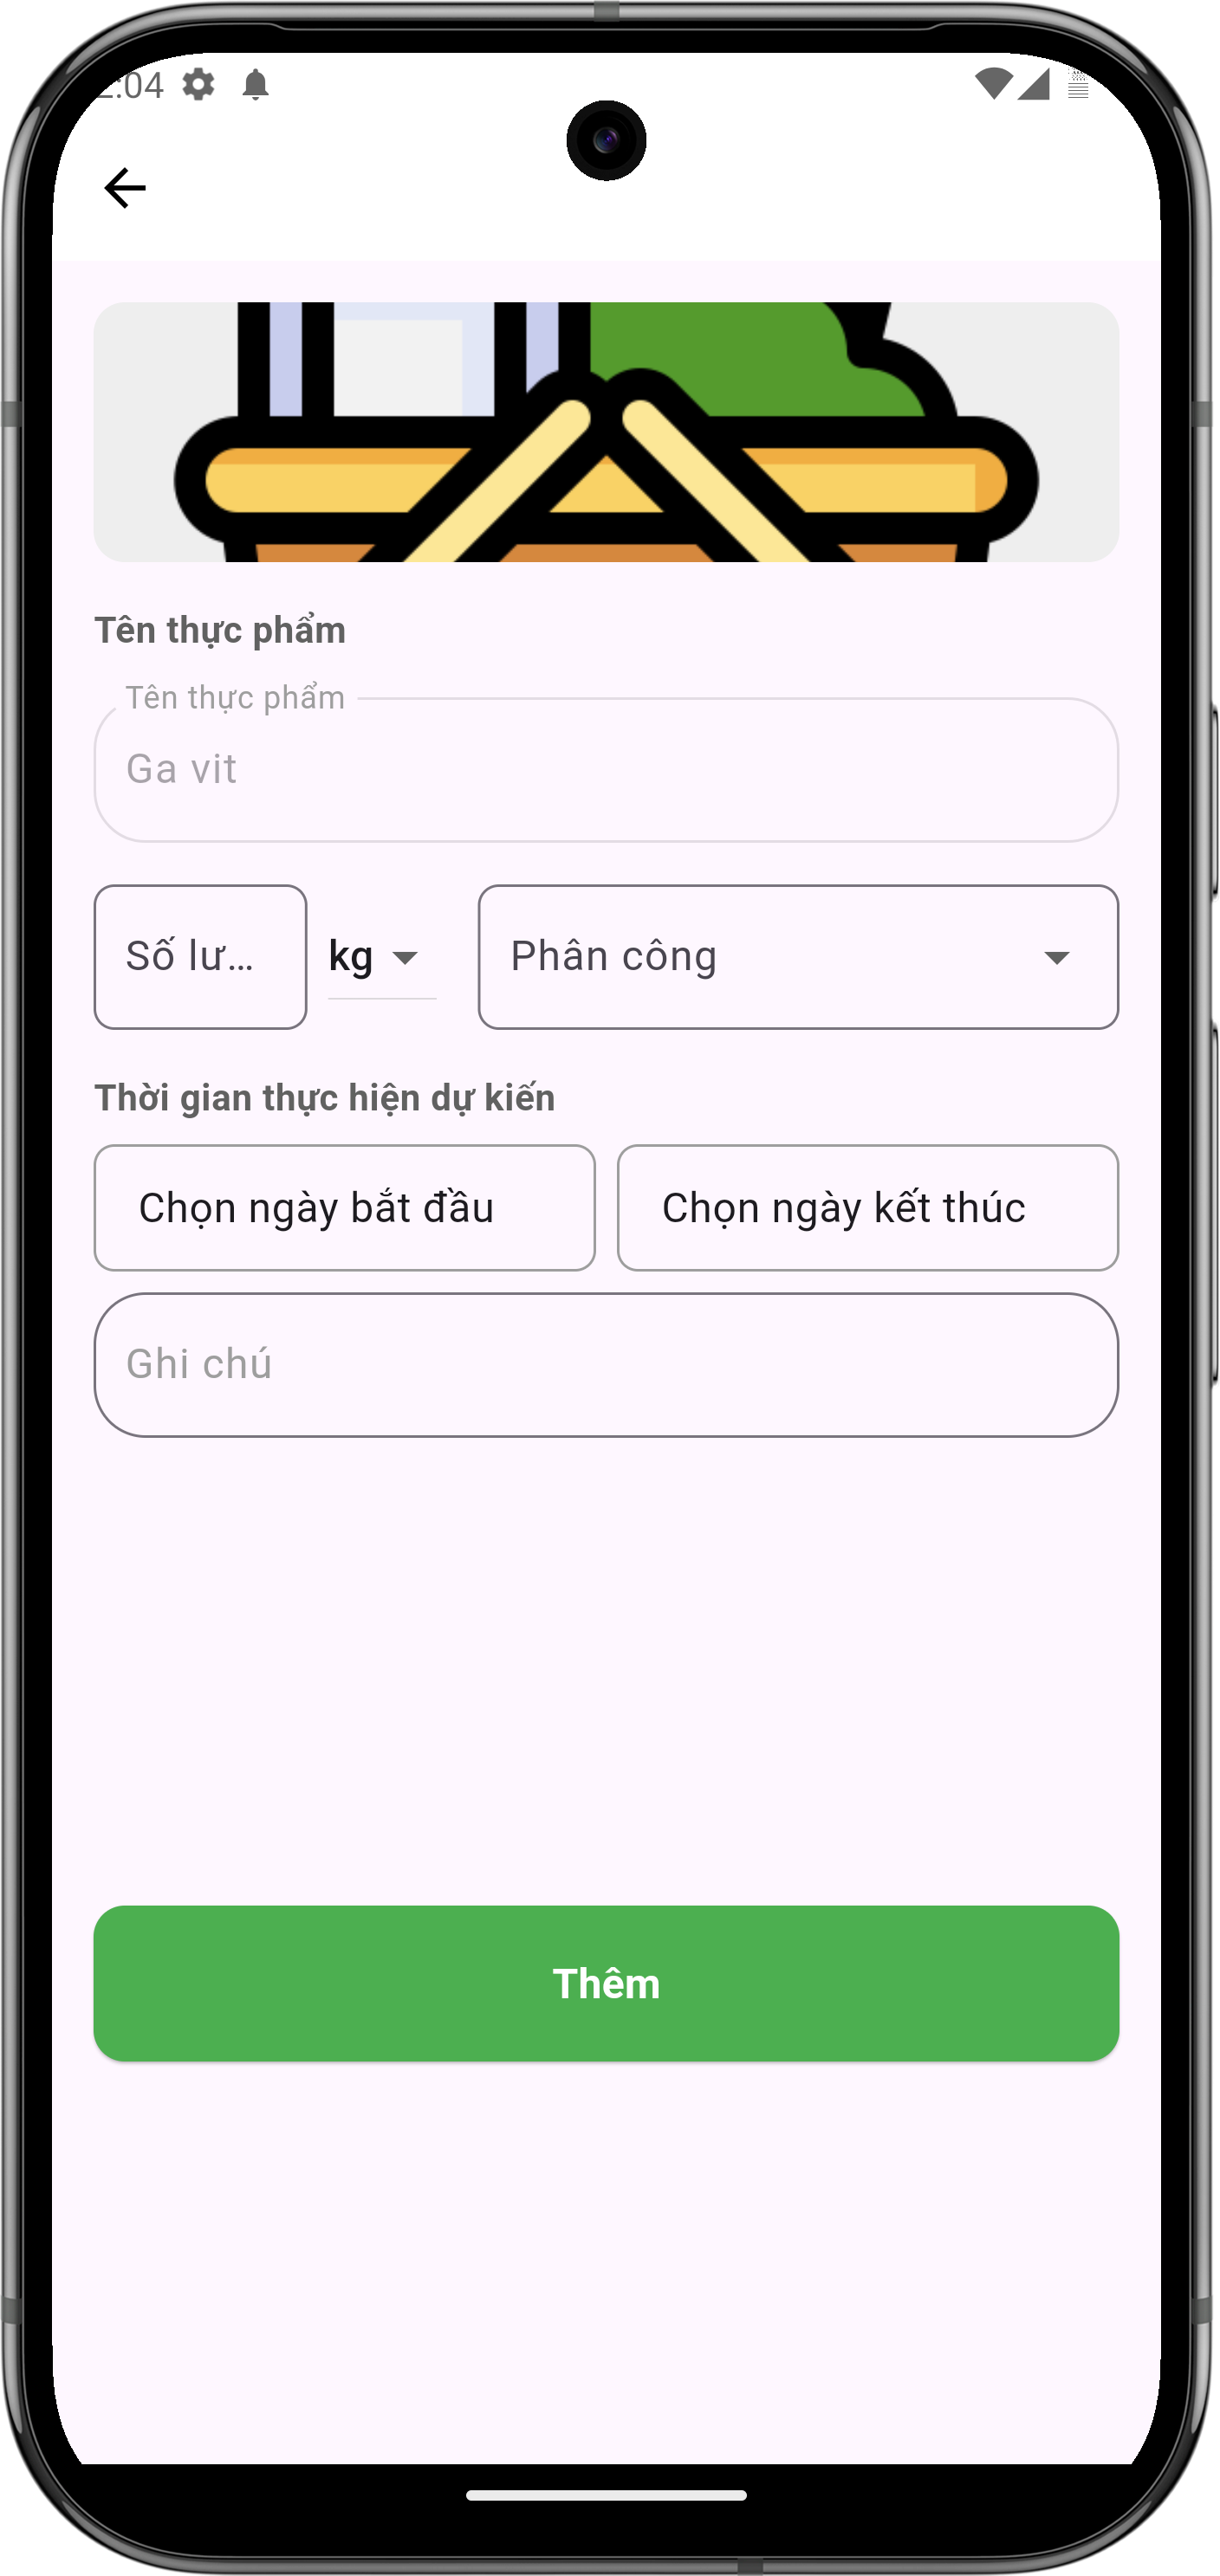 :04
Tên thực phẩm
Tên thực phẩm
Ga vit
Số lư...
kg
Phân công
Thời gian thực hiện dự kiến
Chọn ngày bắt đầu
Chọn ngày kết thúc
Ghi chú
Thêm